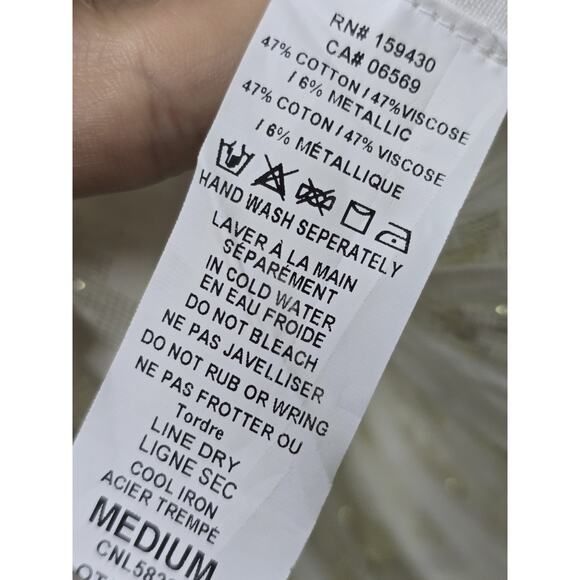 RN# 159430
CA# 06569
47% COTTON / 47% VISCOSE
/ 6% METALLIC
47% COTON / 47% VISCOSE
/ 6% MÉTALLIQUE
HAND WASH SEPERATELY
LAVER À LA MAIN
SÉPARÉMENT
IN COLD WATER
EN EAU FROIDE
DO NOT BLEACH
NE PAS JAVELLISER
DO NOT RUB OR WRING
NE PAS FROTTER OU
Tordre
LINE DRY
LIGNE SEC
COOL IRON
ACIER TREMPÉ
MEDIUM